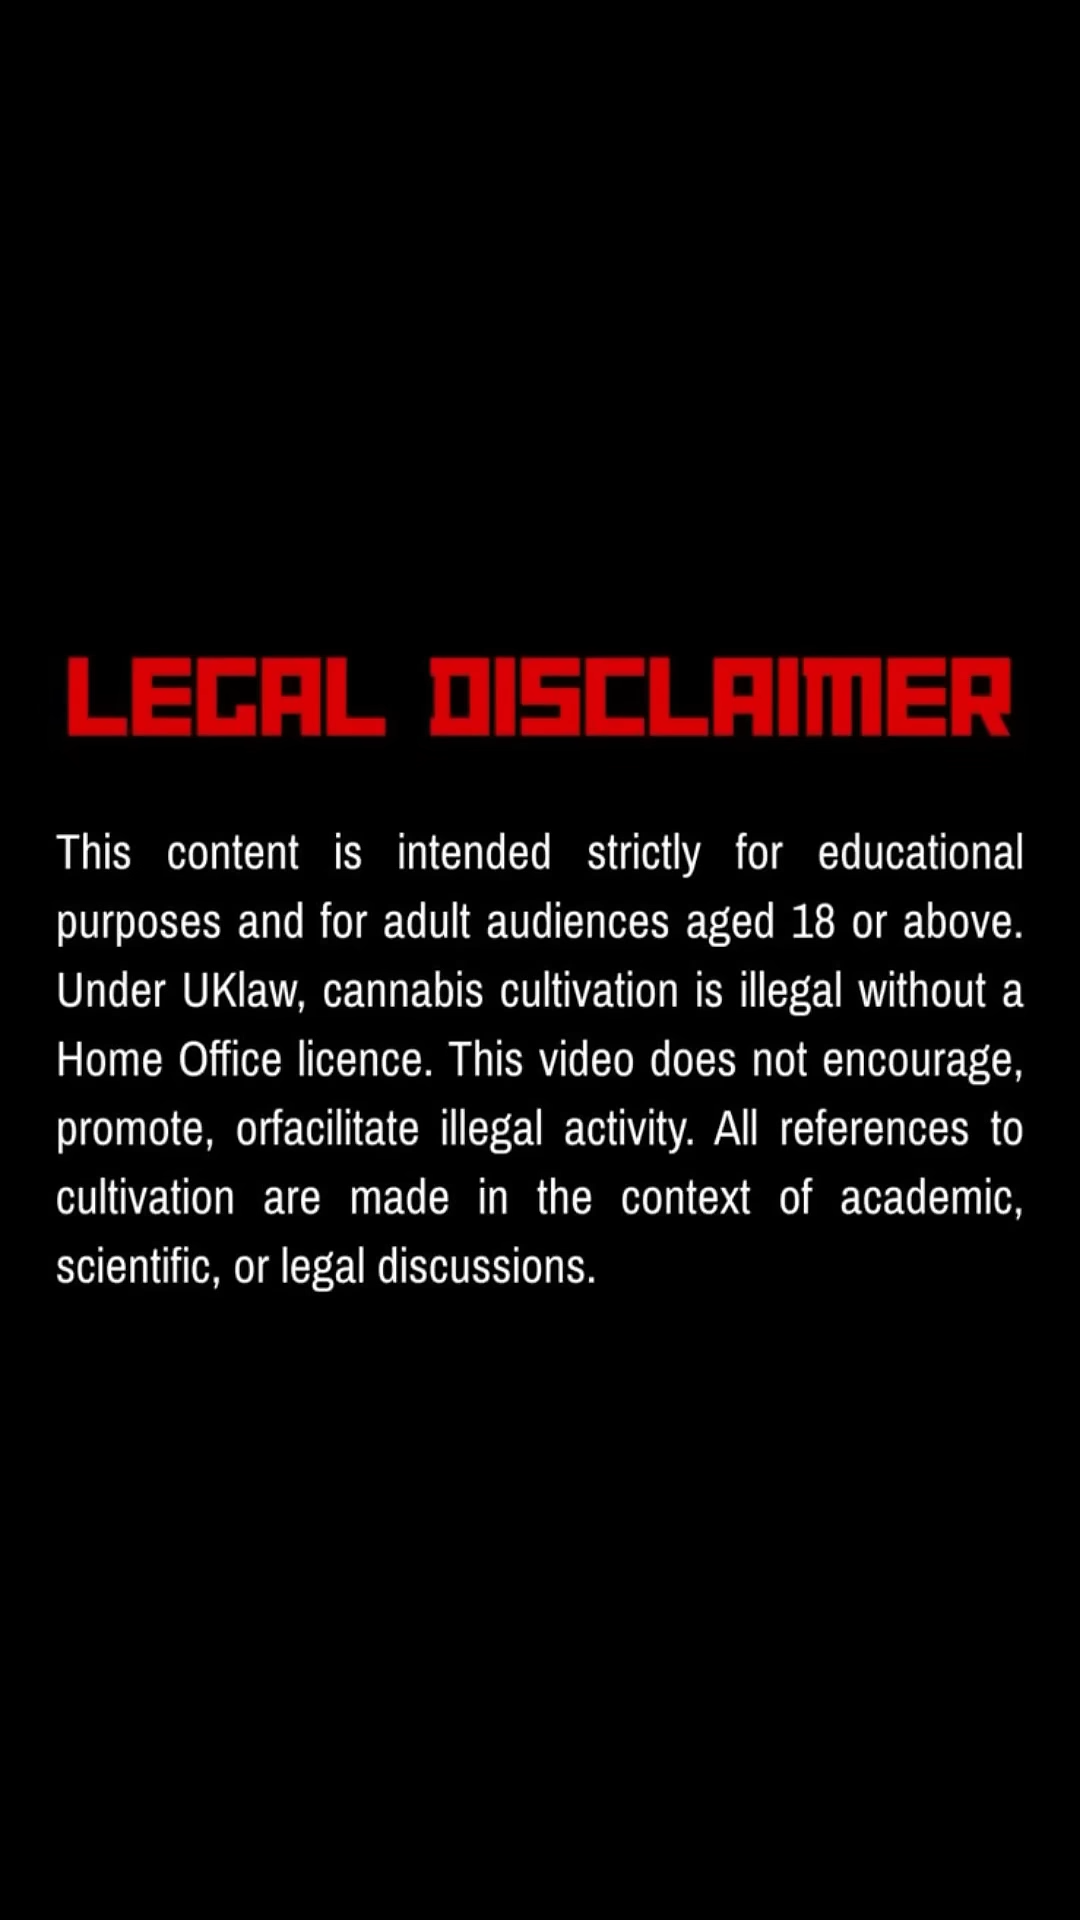 LEGAL DISCLAIMER
This content is intended strictly for educational
purposes and for adult audiences aged 18 or above.
Under UKlaw, cannabis cultivation is illegal without a
Home Office licence. This video does not encourage,
promote, orfacilitate illegal activity. All references to
cultivation are made in the context of academic,
scientific, or legal discussions.